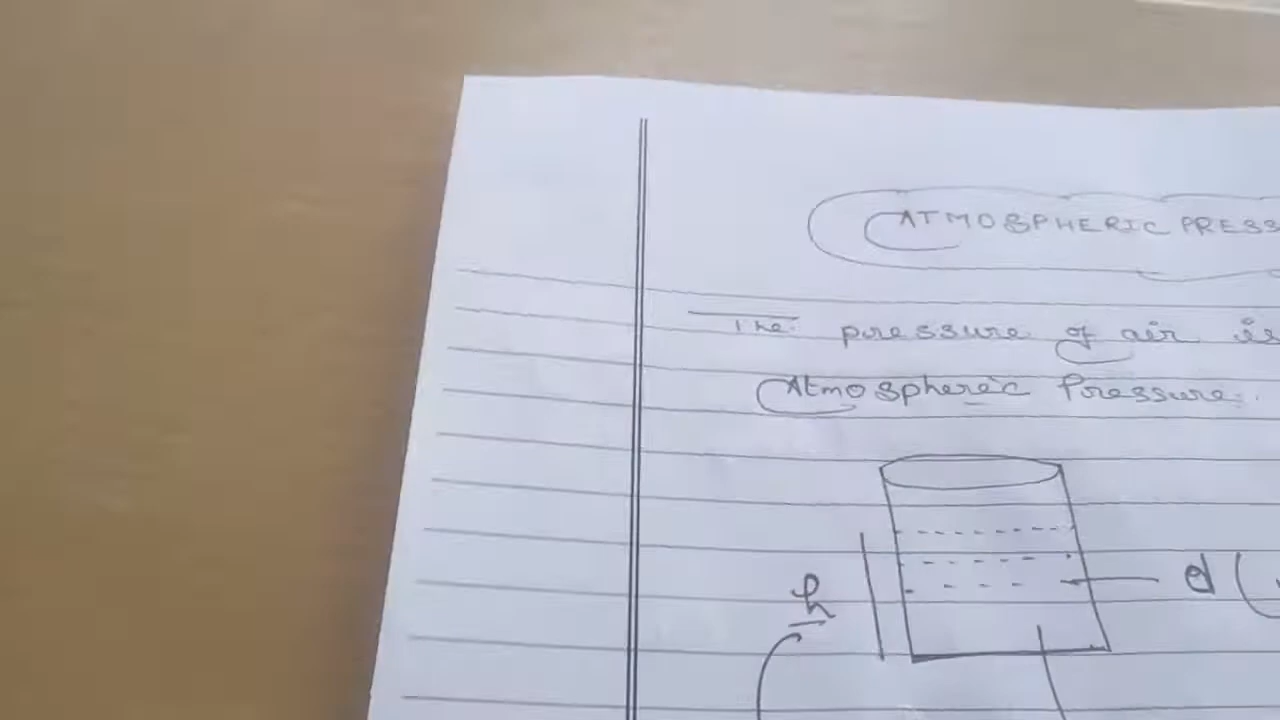 ATMOSPHERIC PRESS
The pressure of air is
Atmospheric Pressure.
h
d (